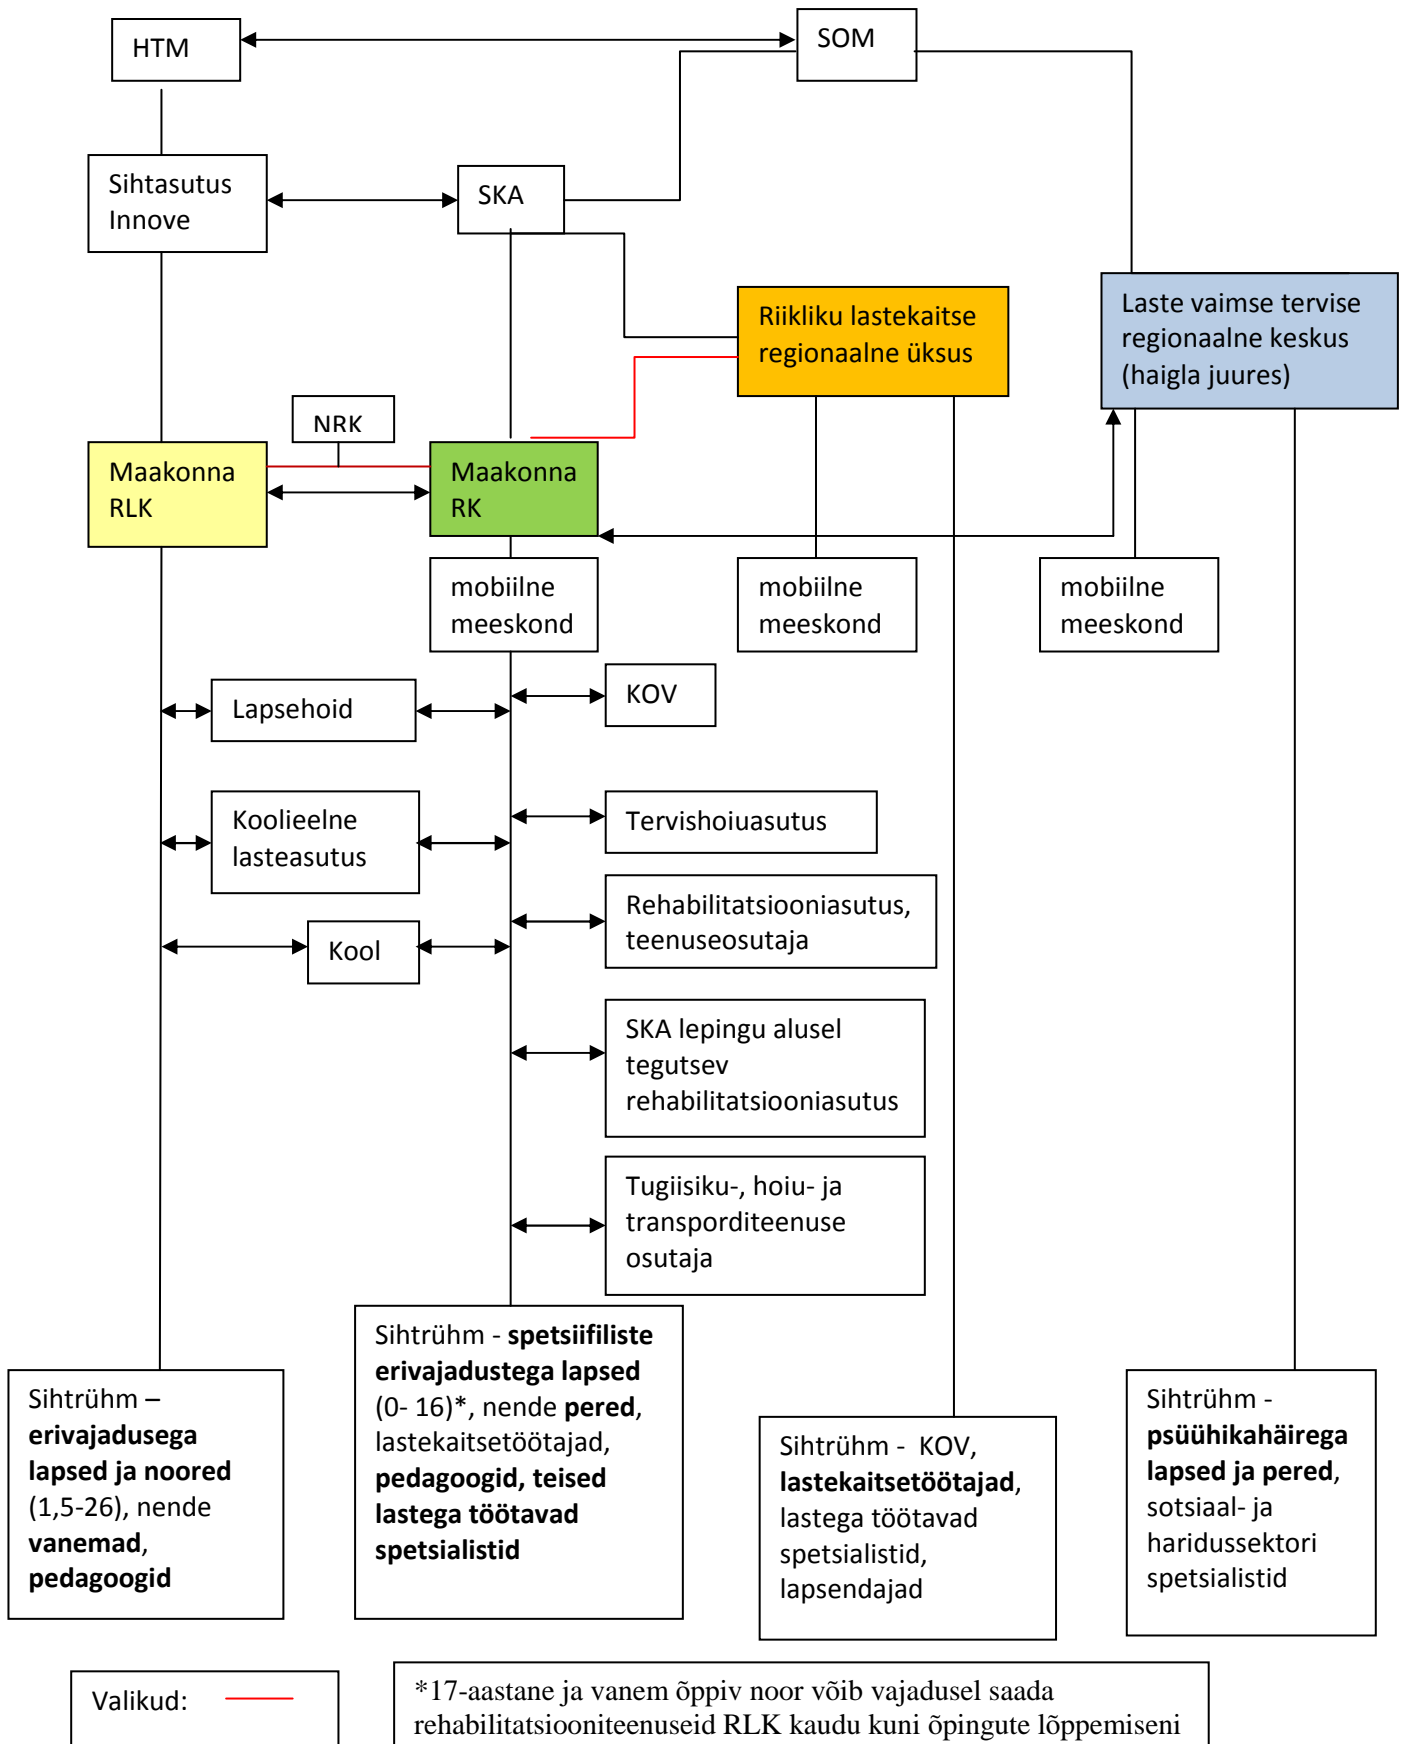 HTM
SOM
Sihtasutus
Innove
SKA
Riikliku lastekaitse
regionaalne üksus
Laste vaimse tervise
regionaalne keskus
(haigla juures)
NRK
Maakonna
RLK
Maakonna
RK
mobiilne
meeskond
mobiilne
meeskond
mobiilne
meeskond
Lapsehoid
KOV
Koolieelne
lasteasutus
Tervishoiuasutus
Rehabilitatsiooniasutus,
teenuseosutaja
Kool
SKA lepingu alusel
tegutsev
rehabilitatsiooniasutus
Tugiisiku-, hoiu- ja
transporditeenuse
osutaja
Sihtrühm –
erivajadusega
lapsed ja noored
(1,5-26), nende
vanemad,
pedagoogid
Sihtrühm - spetsiifiliste
erivajadustega lapsed
(0- 16)*, nende pered,
lastekaitsetöötajad,
pedagoogid, teised
lastega töötavad
spetsialistid
Sihtrühm -  KOV,
lastekaitsetöötajad,
lastega töötavad
spetsialistid,
lapsendajad
Sihtrühm -
psüühikahäirega
lapsed ja pered,
sotsiaal- ja
haridussektori
spetsialistid
Valikud:
*17-aastane ja vanem õppiv noor võib vajadusel saada
rehabilitatsiooniteenuseid RLK kaudu kuni õpingute lõppemiseni